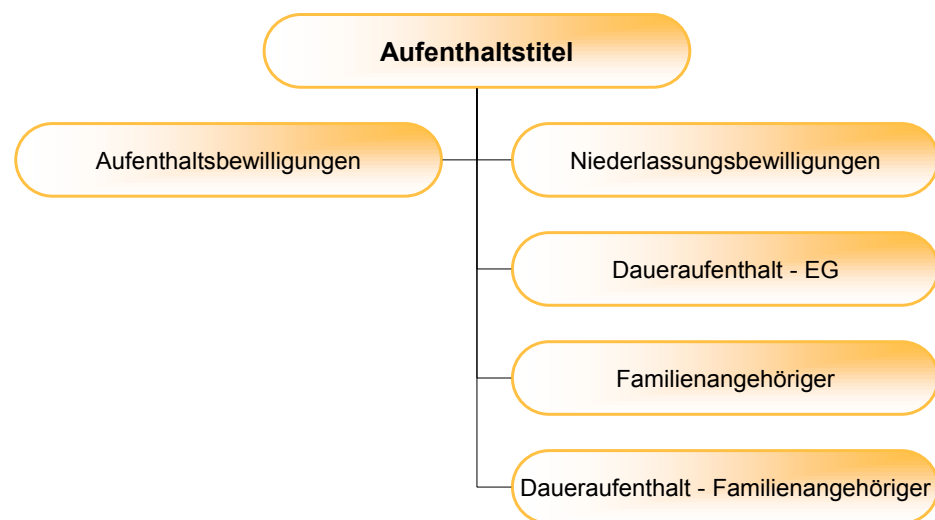 Aufenthaltstitel
Aufenthaltsbewilligungen
Niederlassungsbewilligungen
Daueraufenthalt - EG
Familienangehöriger
Daueraufenthalt - Familienangehöriger